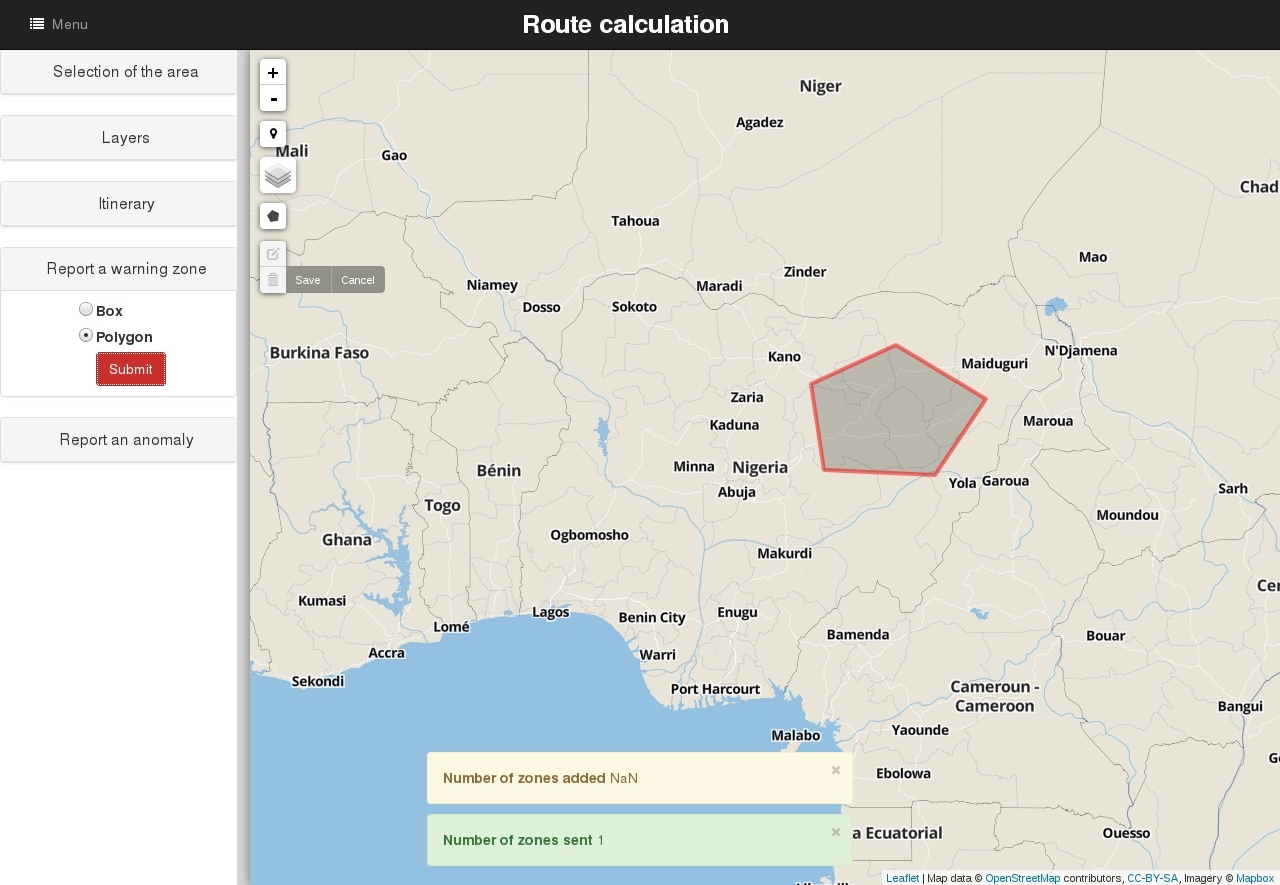 Menu
Route calculation
Selection of the area
Layers
Itinerary
Report a warning zone
Box
Polygon
Submit
Report an anomaly
+
-
Save
Cancel
Niger
Agadez
Mali
Gao
Chad
Tahoua
Mao
Zinder
Niamey
Maradi
Dosso
Sokoto
Burkina Faso
Kano
N'Djamena
Maiduguri
Zaria
Kaduna
Maroua
Bénin
Minna
Nigeria
Abuja
Yola
Garoua
Sarh
Togo
Moundou
Ghana
Ogbomosho
Makurdi
Cen
Kumasi
Lagos
Benin City
Enugu
Lomé
Bamenda
Bouar
Accra
Warri
Sekondi
Port Harcourt
Cameroun -
Cameroon
Bangui
Malabo
Yaounde
Ebolowa
Number of zones added NaN
×
Number of zones sent 1
×
a Ecuatorial
Ouesso
Leaflet | Map data © OpenStreetMap contributors, CC-BY-SA, Imagery © Mapbox